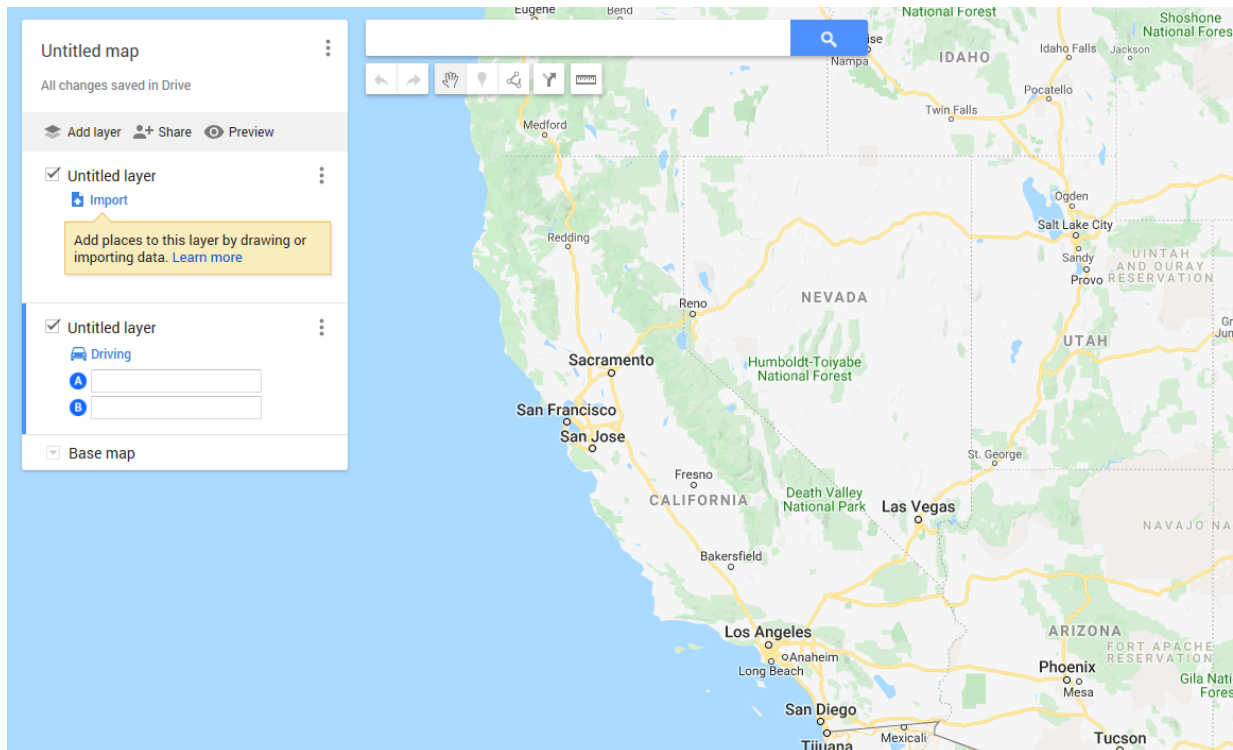 Untitled map
All changes saved in Drive
Add layer Share Preview
Untitled layer
Import
Add places to this layer by drawing or
importing data. Learn more
Untitled layer
Driving
A
B
Base map
Eugene
Bend
National Forest
Shoshone
National Fores
ise
Nampa
IDAHO
Idaho Falls
Jackson
Pocatello
Twin Falls
Medford
Ogden
Salt Lake City
Redding
Sandy
Provo
UINTAH
AND OURAY
RESERVATION
Reno
NEVADA
Gr
Jun
UTAH
Sacramento
Humboldt-Toiyabe
National Forest
San Francisco
San Jose
St. George
Fresno
CALIFORNIA
Death Valley
National Park
Las Vegas
NAVAJO NA
Bakersfield
Los Angeles
Anaheim
Long Beach
ARIZONA
FORT APACHE
RESERVATION
Phoenix
Mesa
Gila Nati
Fores
San Diego
Tijuana
Mexicali
Tucson